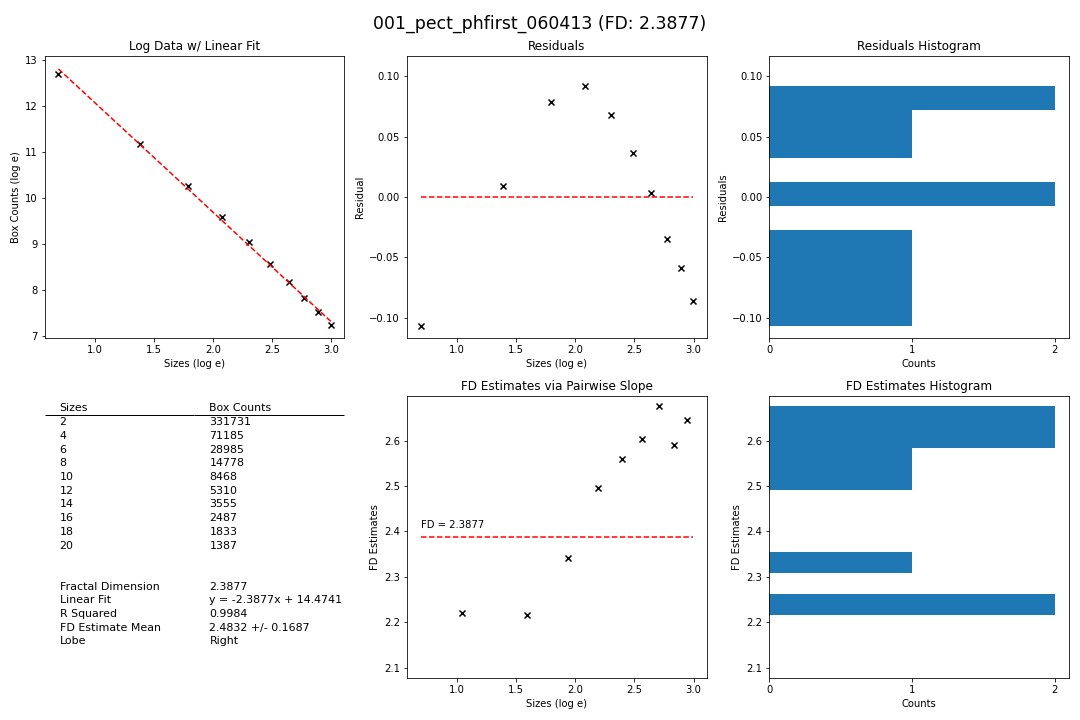 001_pect_phfirst_060413 (FD: 2.3877)
Log Data w/ Linear Fit
13
12
11
10
9
8
7
Box Counts (log e)
1.0 1.5 2.0 2.5 3.0
Sizes (log e)
Residuals
0.10
0.05
0.00
−0.05
−0.10
Residual
1.0 1.5 2.0 2.5 3.0
Sizes (log e)
Residuals Histogram
0.10
0.05
0.00
−0.05
−0.10
Residuals
0 1 2
Counts
Sizes Box Counts
2 331731
4 71185
6 28985
8 14778
10 8468
12 5310
14 3555
16 2487
18 1833
20 1387
Fractal Dimension 2.3877
Linear Fit y = -2.3877x + 14.4741
R Squared 0.9984
FD Estimate Mean 2.4832 +/- 0.1687
Lobe Right
FD Estimates via Pairwise Slope
2.6
2.5
2.4
2.3
2.2
2.1
FD Estimates
FD = 2.3877
1.0 1.5 2.0 2.5 3.0
Sizes (log e)
FD Estimates Histogram
2.6
2.5
2.4
2.3
2.2
2.1
FD Estimates
0 1 2
Counts